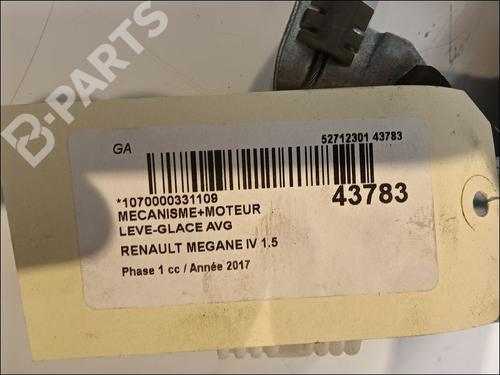 B-PARTS
GA
52712301 43783
*1070000331109
43783
MECANISME+MOTEUR
LEVE-GLACE AVG
RENAULT MEGANE IV 1.5
Phase 1 cc / Année 2017